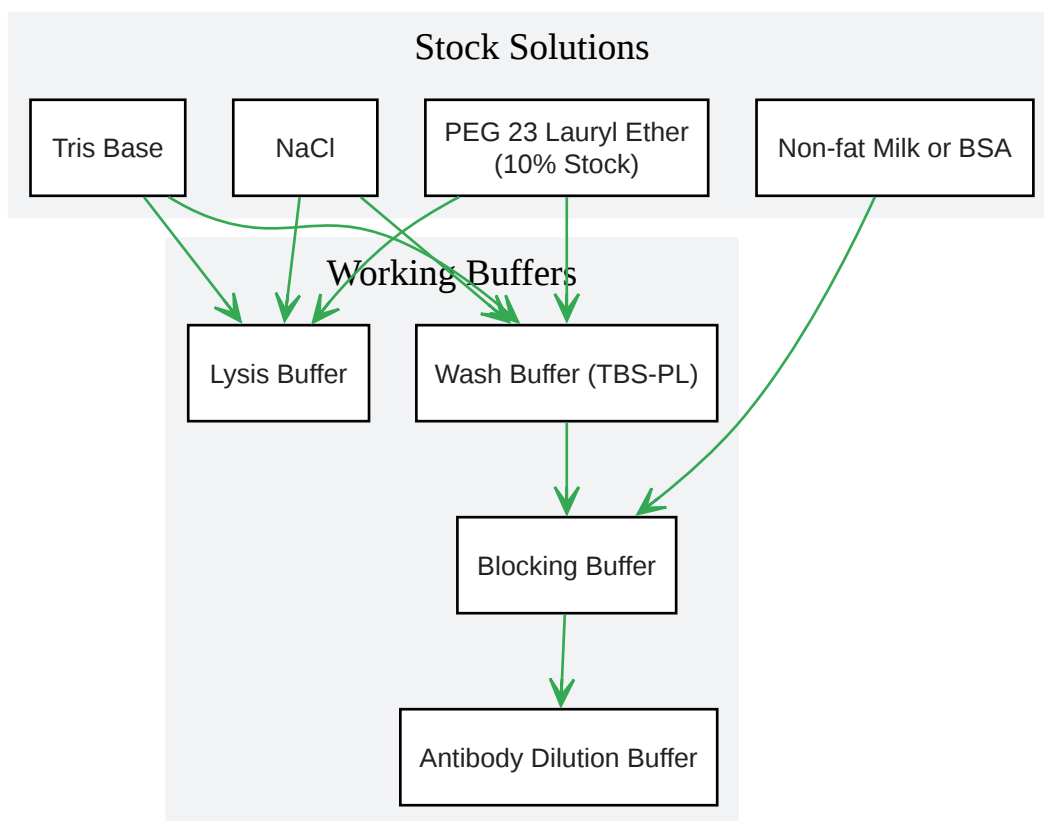 Stock Solutions
Tris Base
NaCl
PEG 23 Lauryl Ether
(10% Stock)
Non-fat Milk or BSA
Working Buffers
Lysis Buffer
Wash Buffer (TBS-PL)
Blocking Buffer
Antibody Dilution Buffer